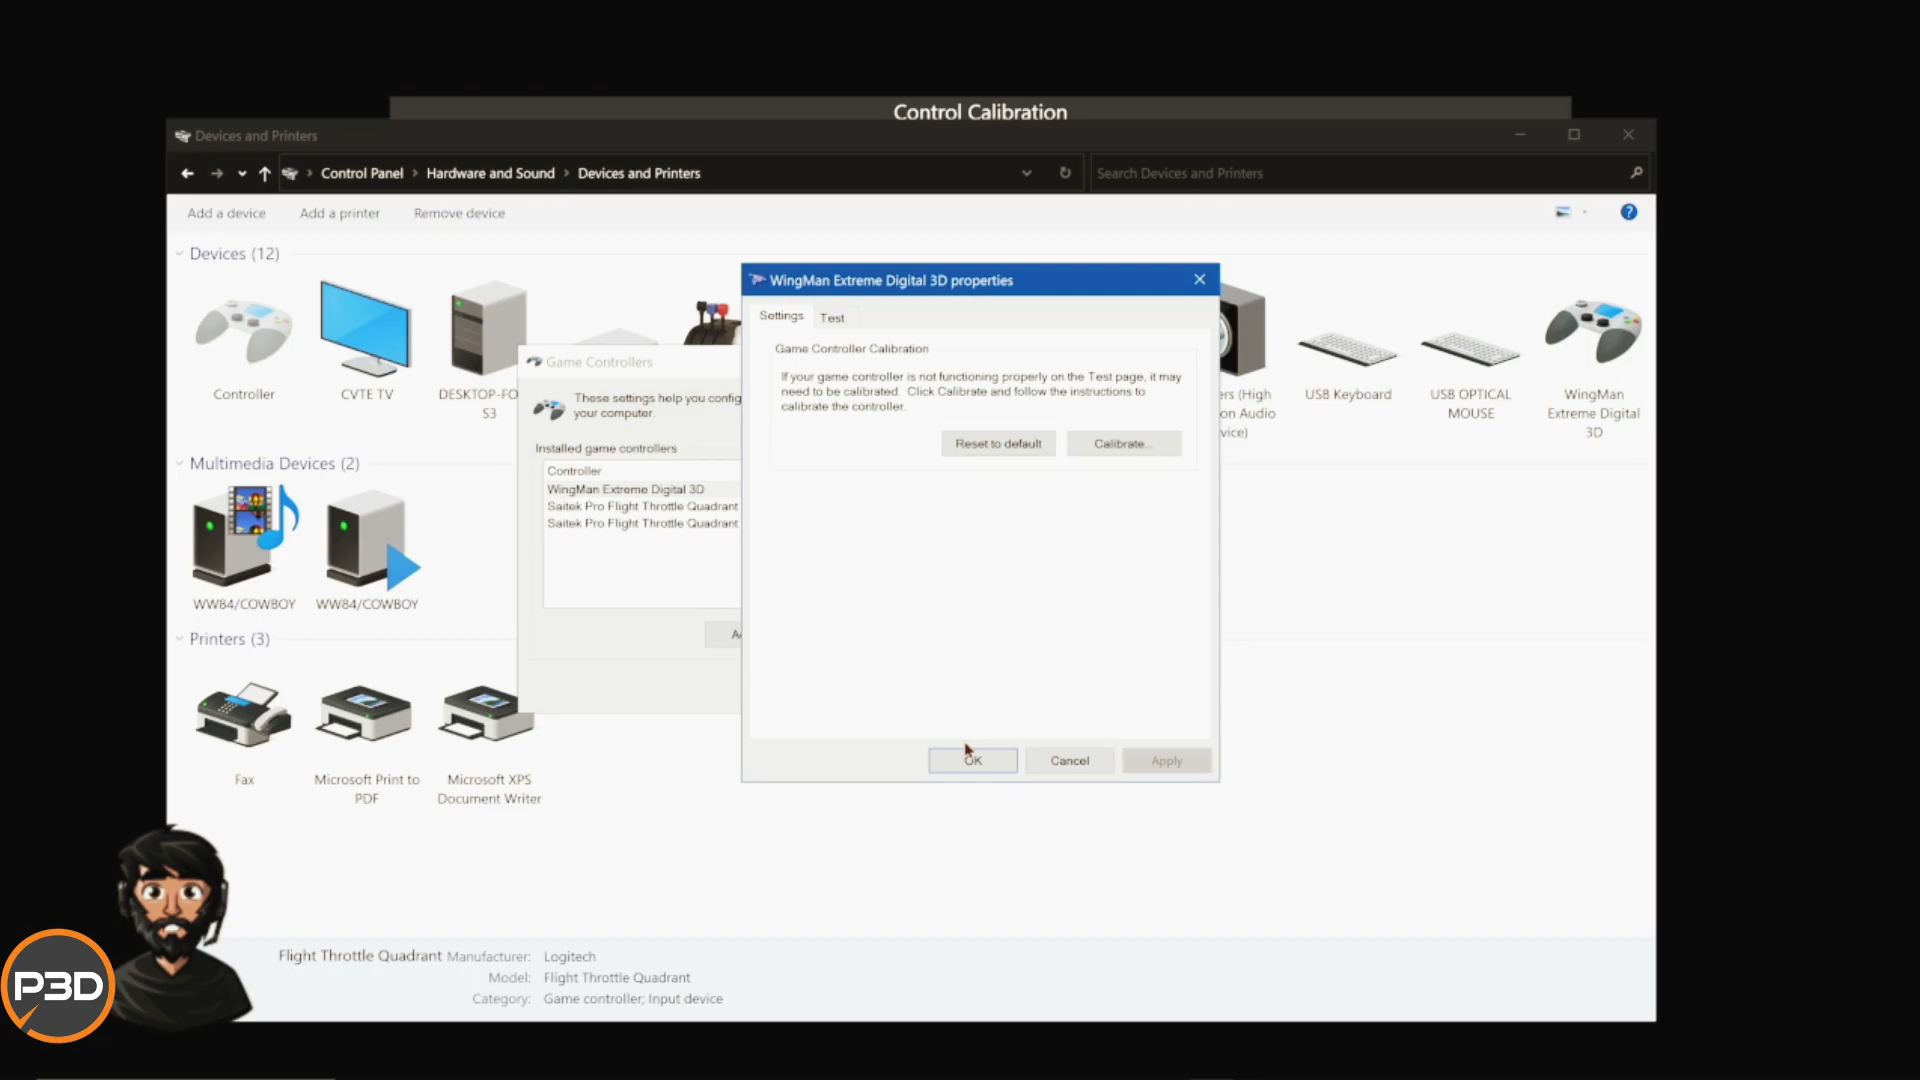 Control Calibration
Devices and Printers
Control Panel > Hardware and Sound > Devices and Printers
Search Devices and Printers
Add a device
Add a printer
Remove device
?
Devices (12)
Controller
CVTE TV
DESKTOP-FO
S3
USB Keyboard
USB OPTICAL
MOUSE
WingMan
Extreme Digital
3D
ers (High
on Audio
vice)
Multimedia Devices (2)
WW84/COWBOY
WW84/COWBOY
Printers (3)
Fax
Microsoft Print to
PDF
Microsoft XPS
Document Writer
Game Controllers
These settings help you config
your computer.
Installed game controllers
Controller
WingMan Extreme Digital 3D
Saitek Pro Flight Throttle Quadrant
Saitek Pro Flight Throttle Quadrant
WingMan Extreme Digital 3D properties
Settings
Test
Game Controller Calibration
If your game controller is not functioning properly on the Test page, it may
need to be calibrated. Click Calibrate and follow the instructions to
calibrate the controller.
Reset to default
Calibrate...
OK
Cancel
Apply
Flight Throttle Quadrant Manufacturer: Logitech
Model: Flight Throttle Quadrant
Category: Game controller; Input device
P3D